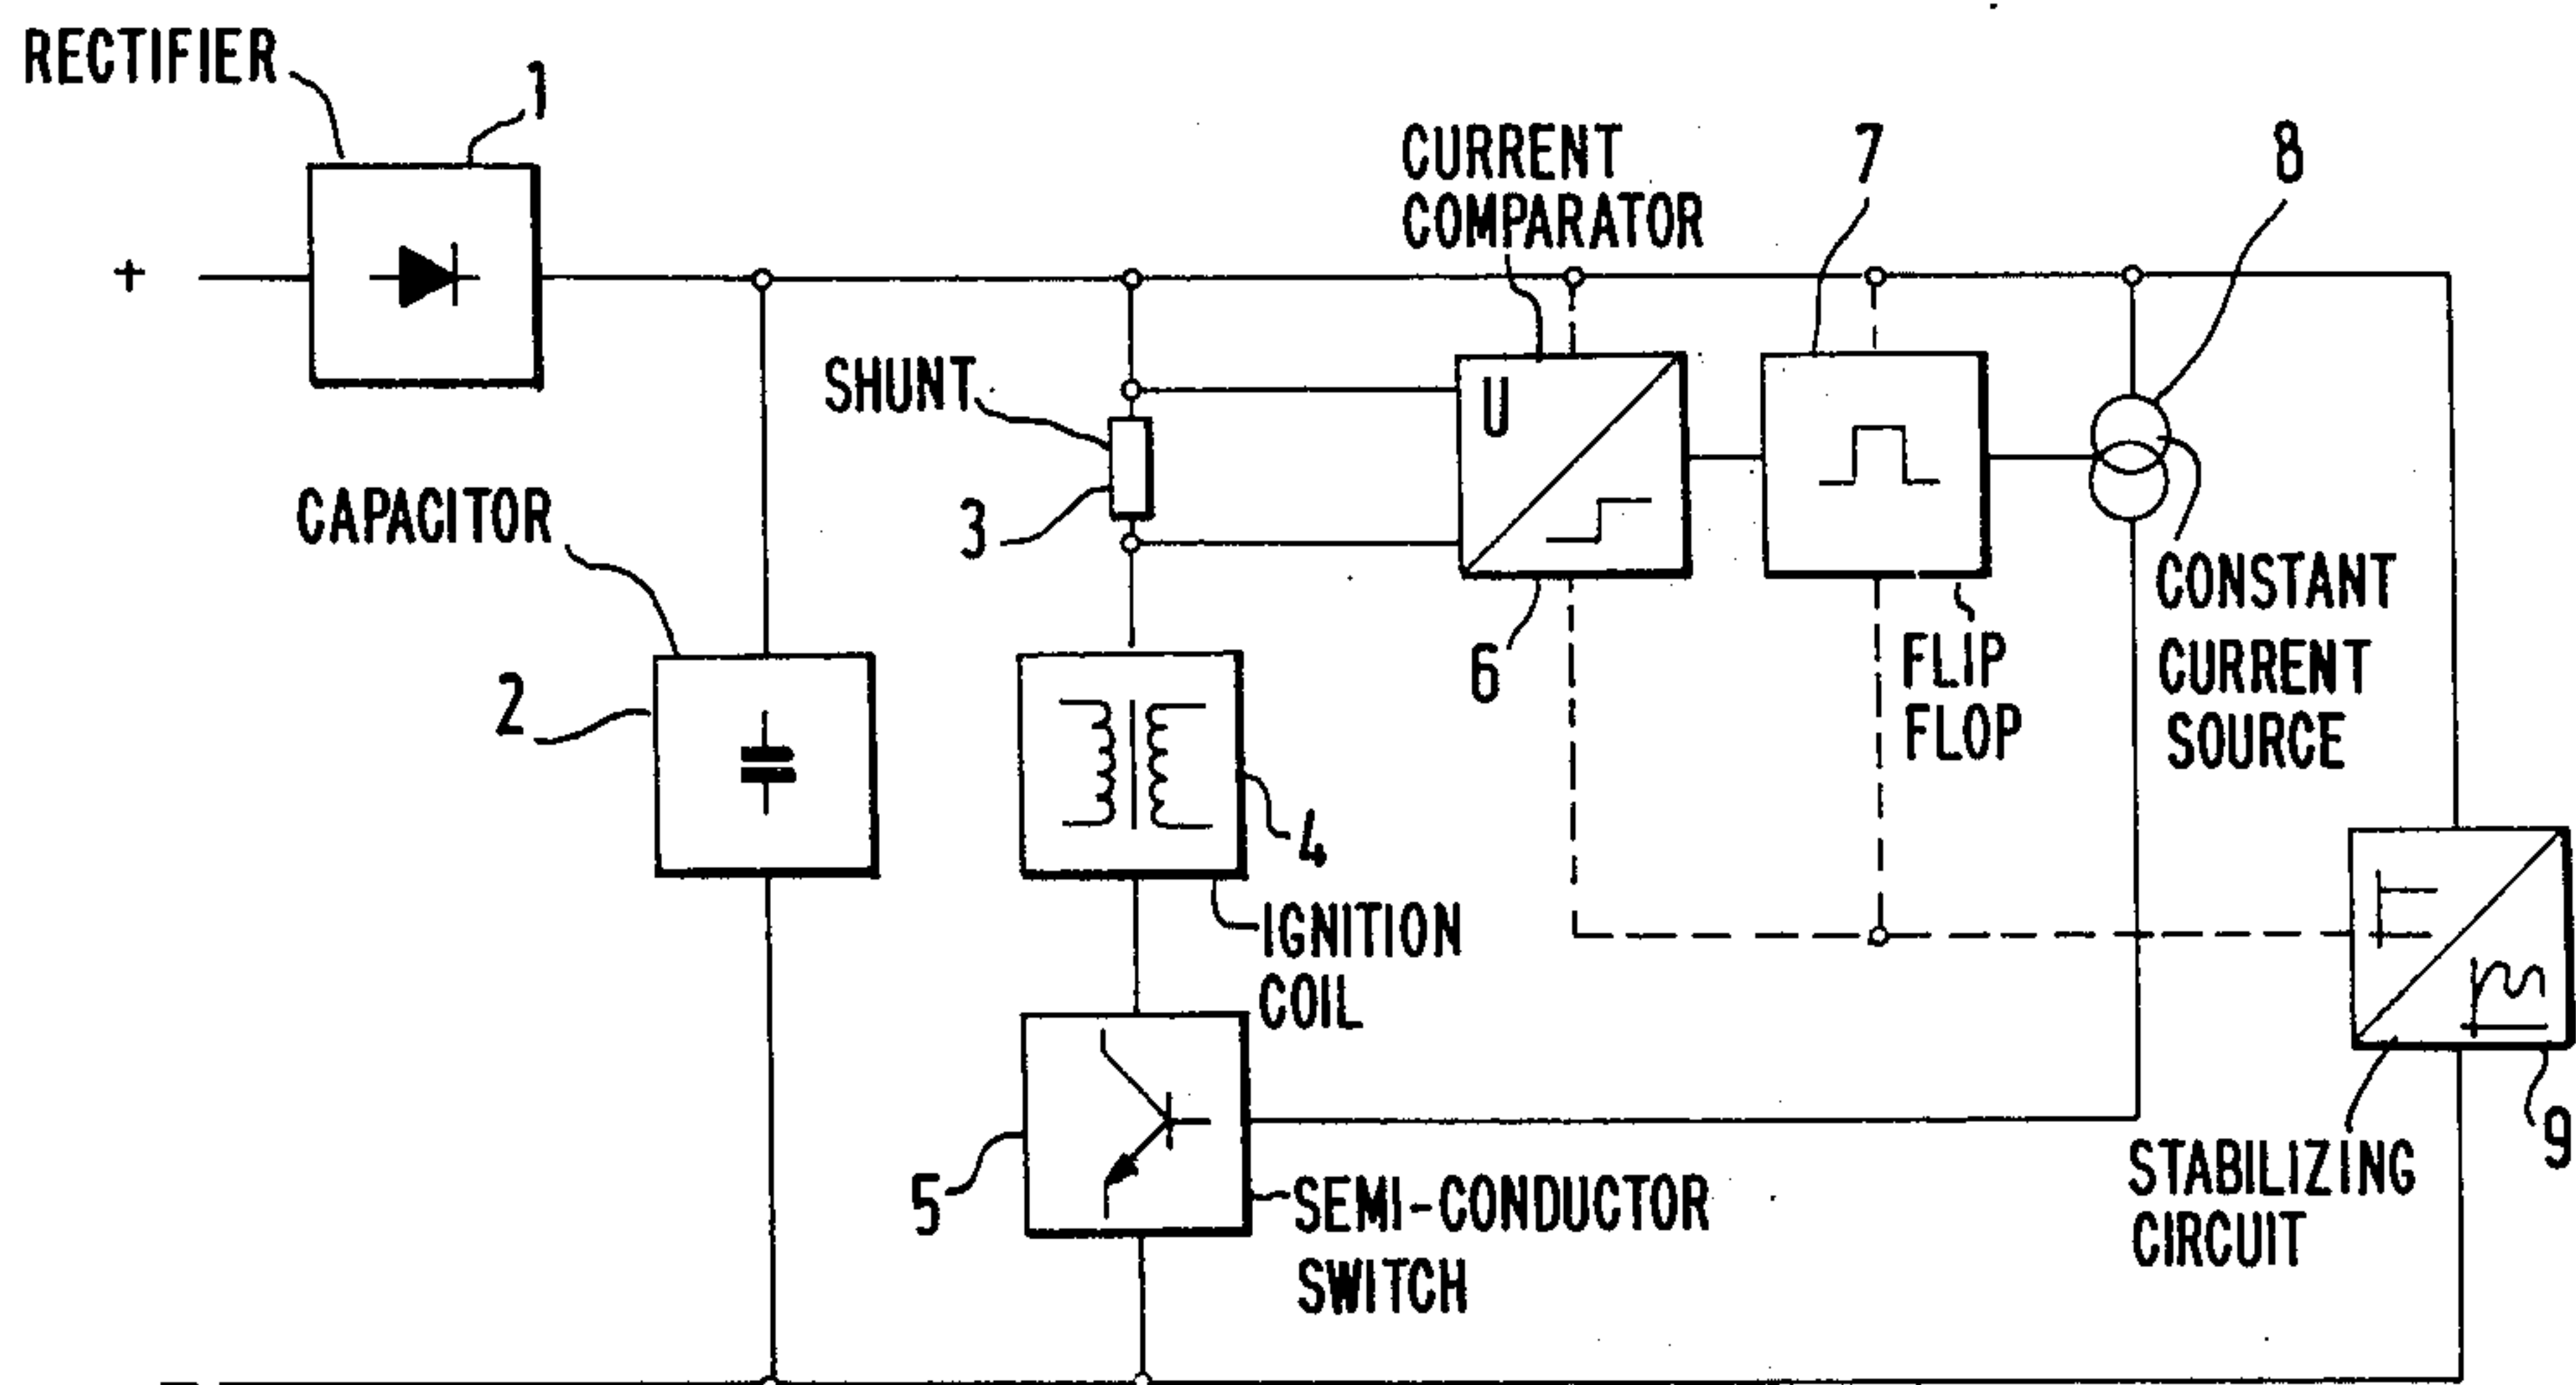 RECTIFIER
1
+
CURRENT
COMPARATOR
7
8
SHUNT
3
U
CAPACITOR
2
6
CONSTANT
CURRENT
SOURCE
FLIP
FLOP
4
IGNITION
COIL
5
SEMI-CONDUCTOR
SWITCH
STABILIZING
CIRCUIT
9